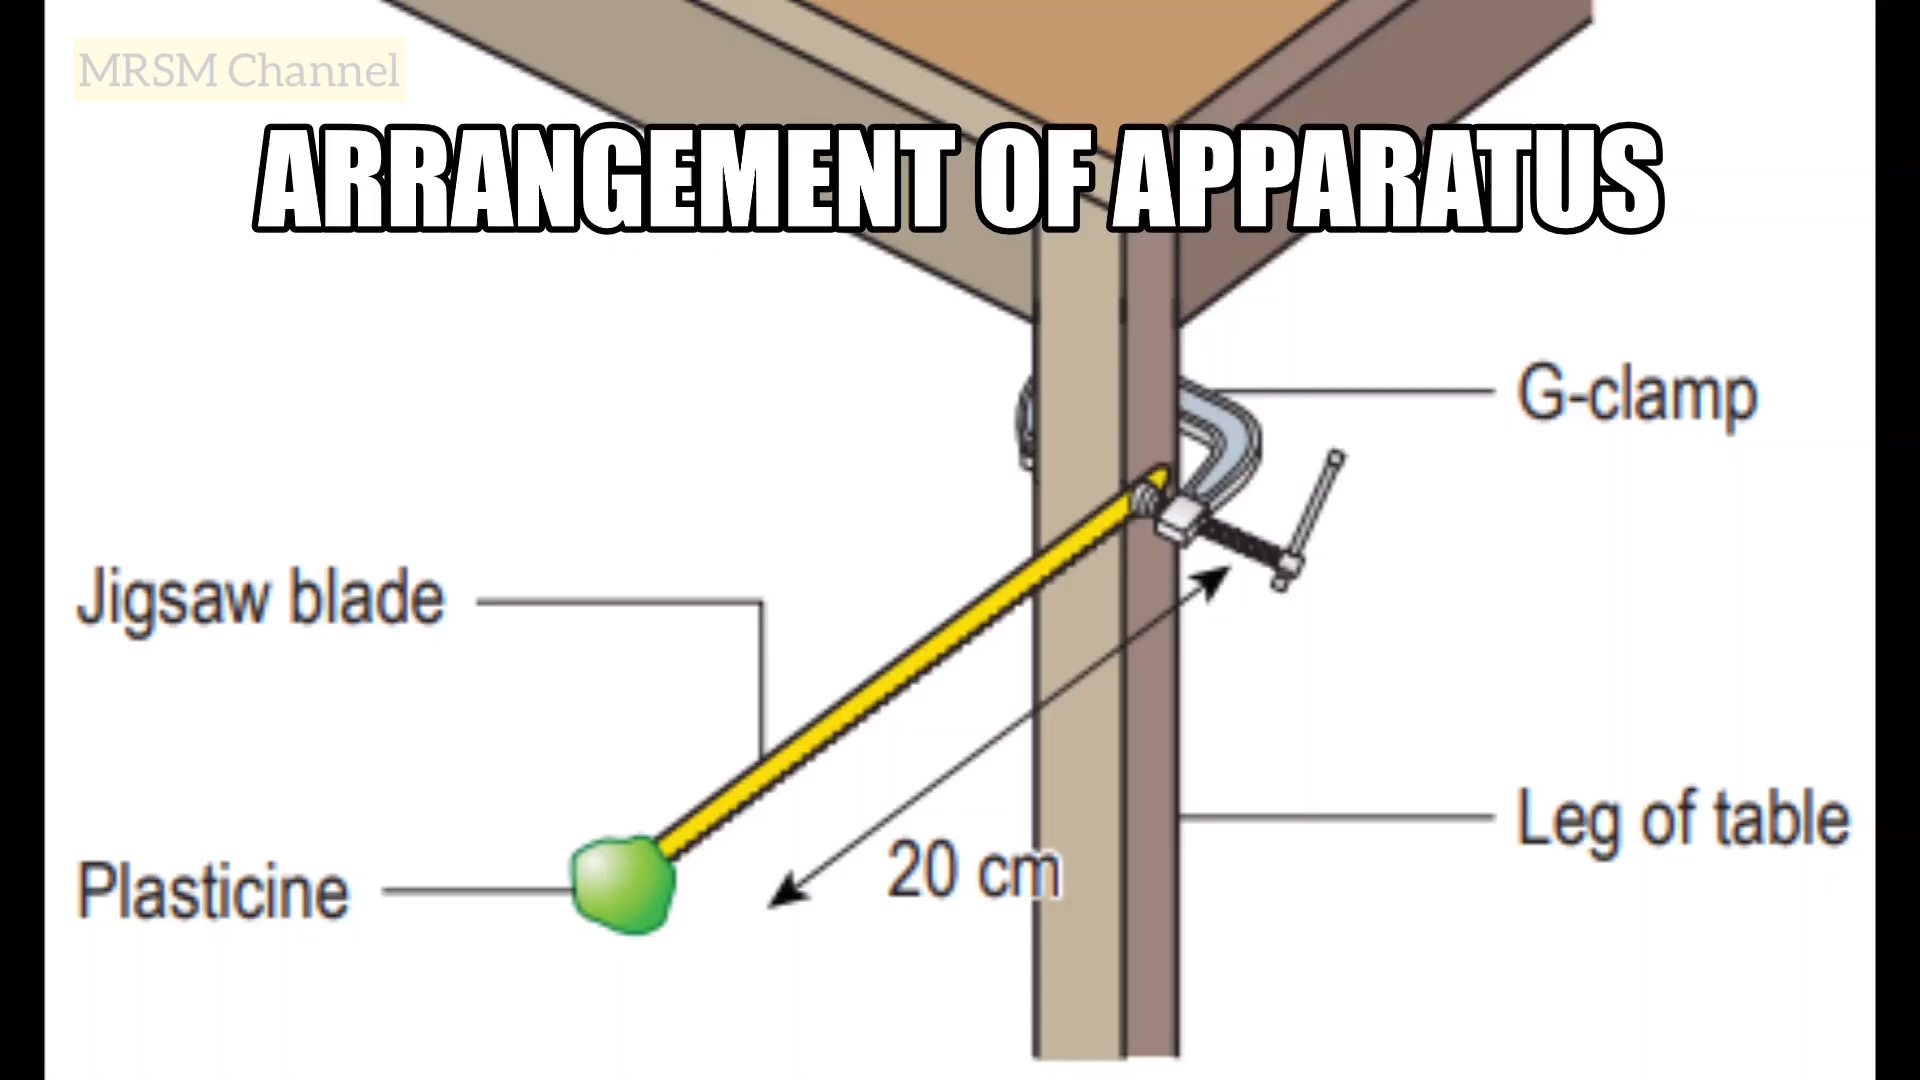 MRSM Channel
ARRANGEMENT OF APPARATUS
G-clamp
Jigsaw blade
Leg of table
20 cm
Plasticine